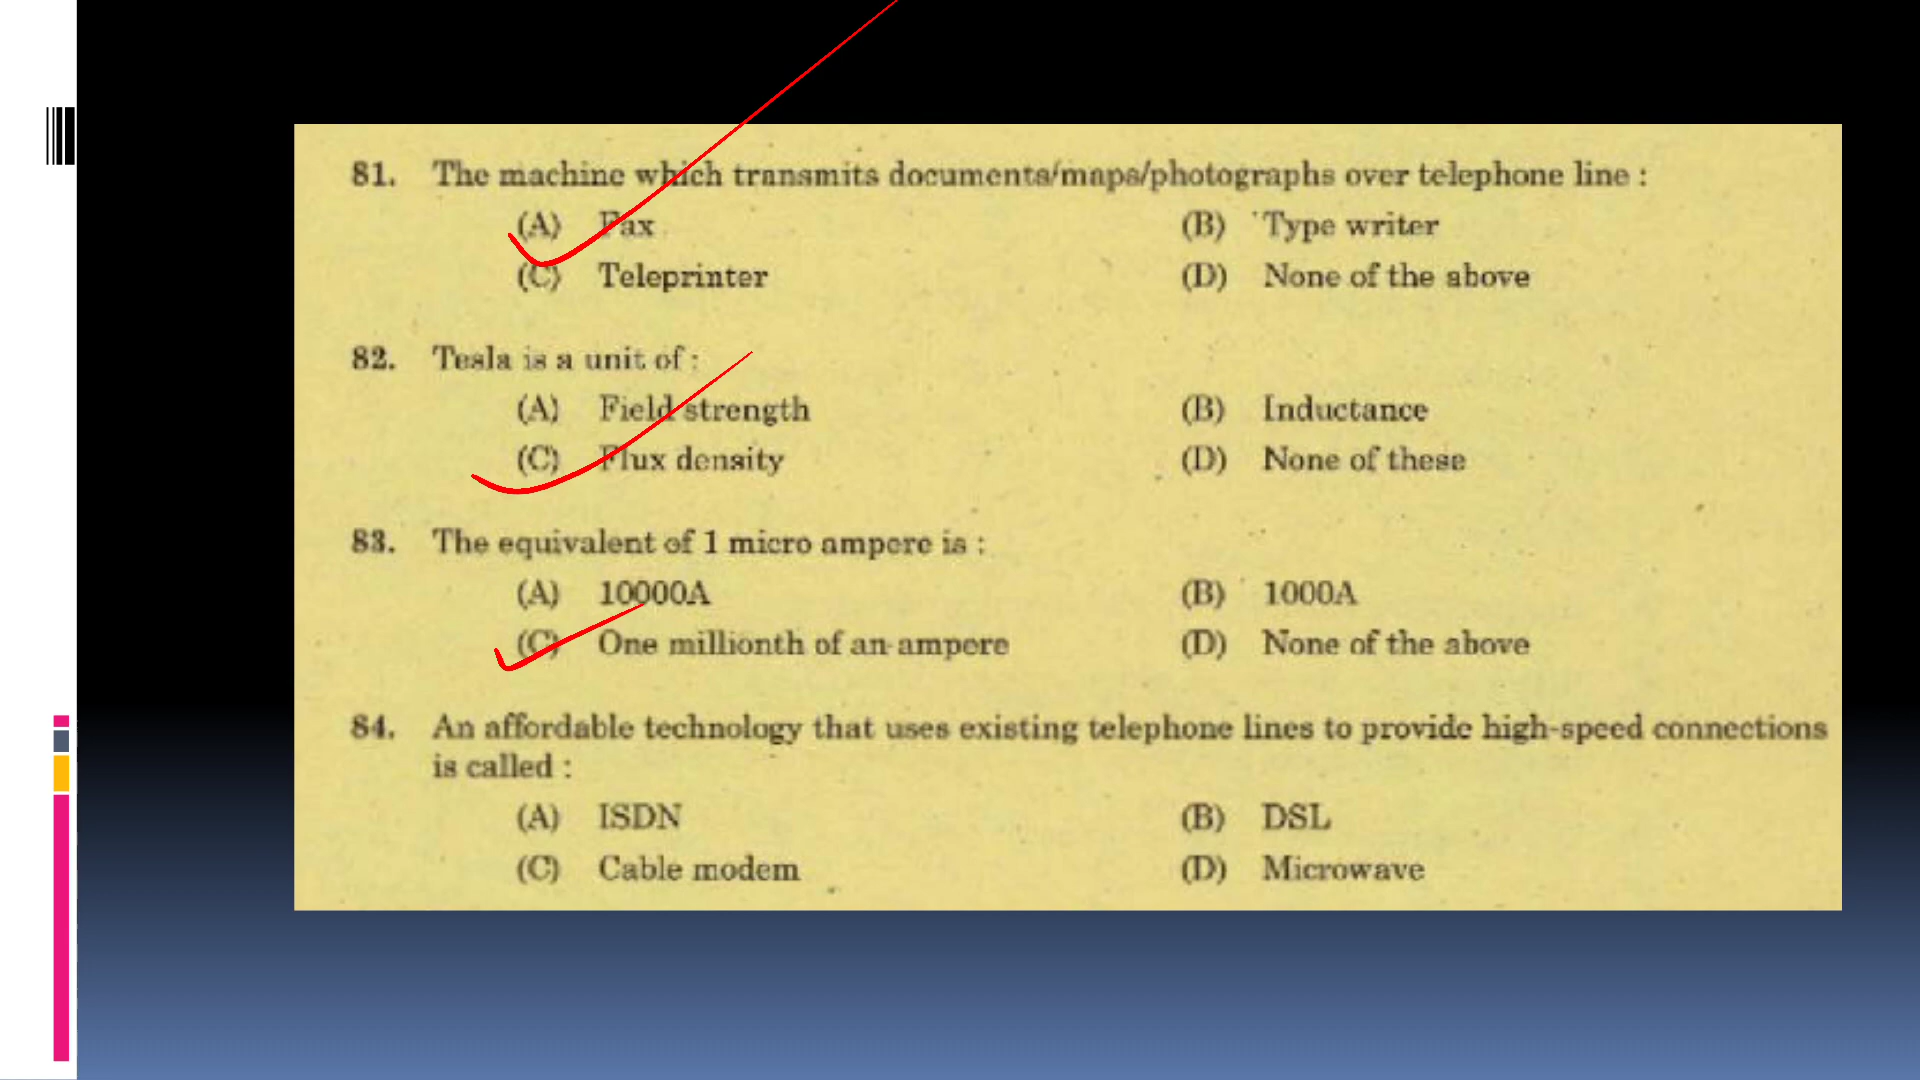 81. The machine which transmits documents/maps/photographs over telephone line :
(A) Fax (B) Type writer
(C) Teleprinter (D) None of the above
82. Tesla is a unit of :
(A) Field strength (B) Inductance
(C) Flux density (D) None of these
83. The equivalent of 1 micro ampere is :
(A) 10000A (B) 1000A
(C) One millionth of an ampere (D) None of the above
84. An affordable technology that uses existing telephone lines to provide high-speed connections
is called :
(A) ISDN (B) DSL
(C) Cable modem (D) Microwave